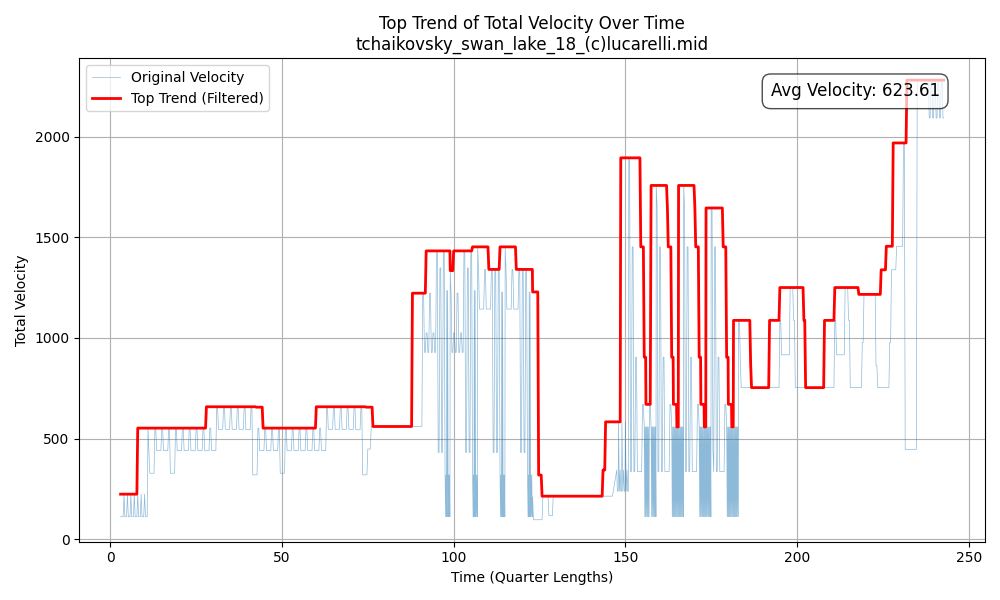 Top Trend of Total Velocity Over Time
tchaikovsky_swan_lake_18_(c)lucarelli.mid
Original Velocity
Top Trend (Filtered)
Avg Velocity: 623.61
Total Velocity
2000
1500
1000
500
0
0
50
100
150
200
250
Time (Quarter Lengths)